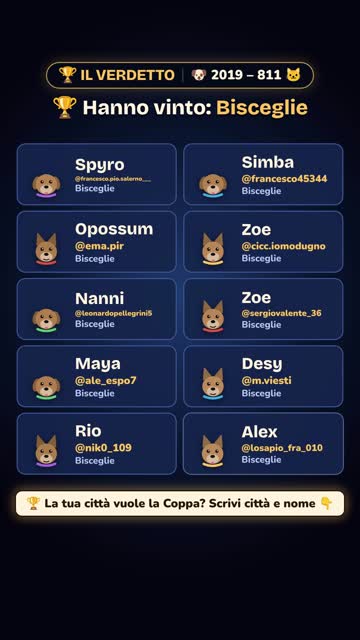 🏆 IL VERDETTO | 🐶 2019 – 811 🐱
🏆 Hanno vinto: Bisceglie
Spyro
@francesco.pio.salerno___
Bisceglie
Simba
@francesco45344
Bisceglie
Opossum
@ema.pir
Bisceglie
Zoe
@cicc.iomodugno
Bisceglie
Nanni
@leonardopellegrini5
Bisceglie
Zoe
@sergiovalente_36
Bisceglie
Maya
@ale_espo7
Bisceglie
Desy
@m.viesti
Bisceglie
Rio
@nik0_109
Bisceglie
Alex
@losapio_fra_010
Bisceglie
🏆 La tua città vuole la Coppa? Scrivi città e nome 👇